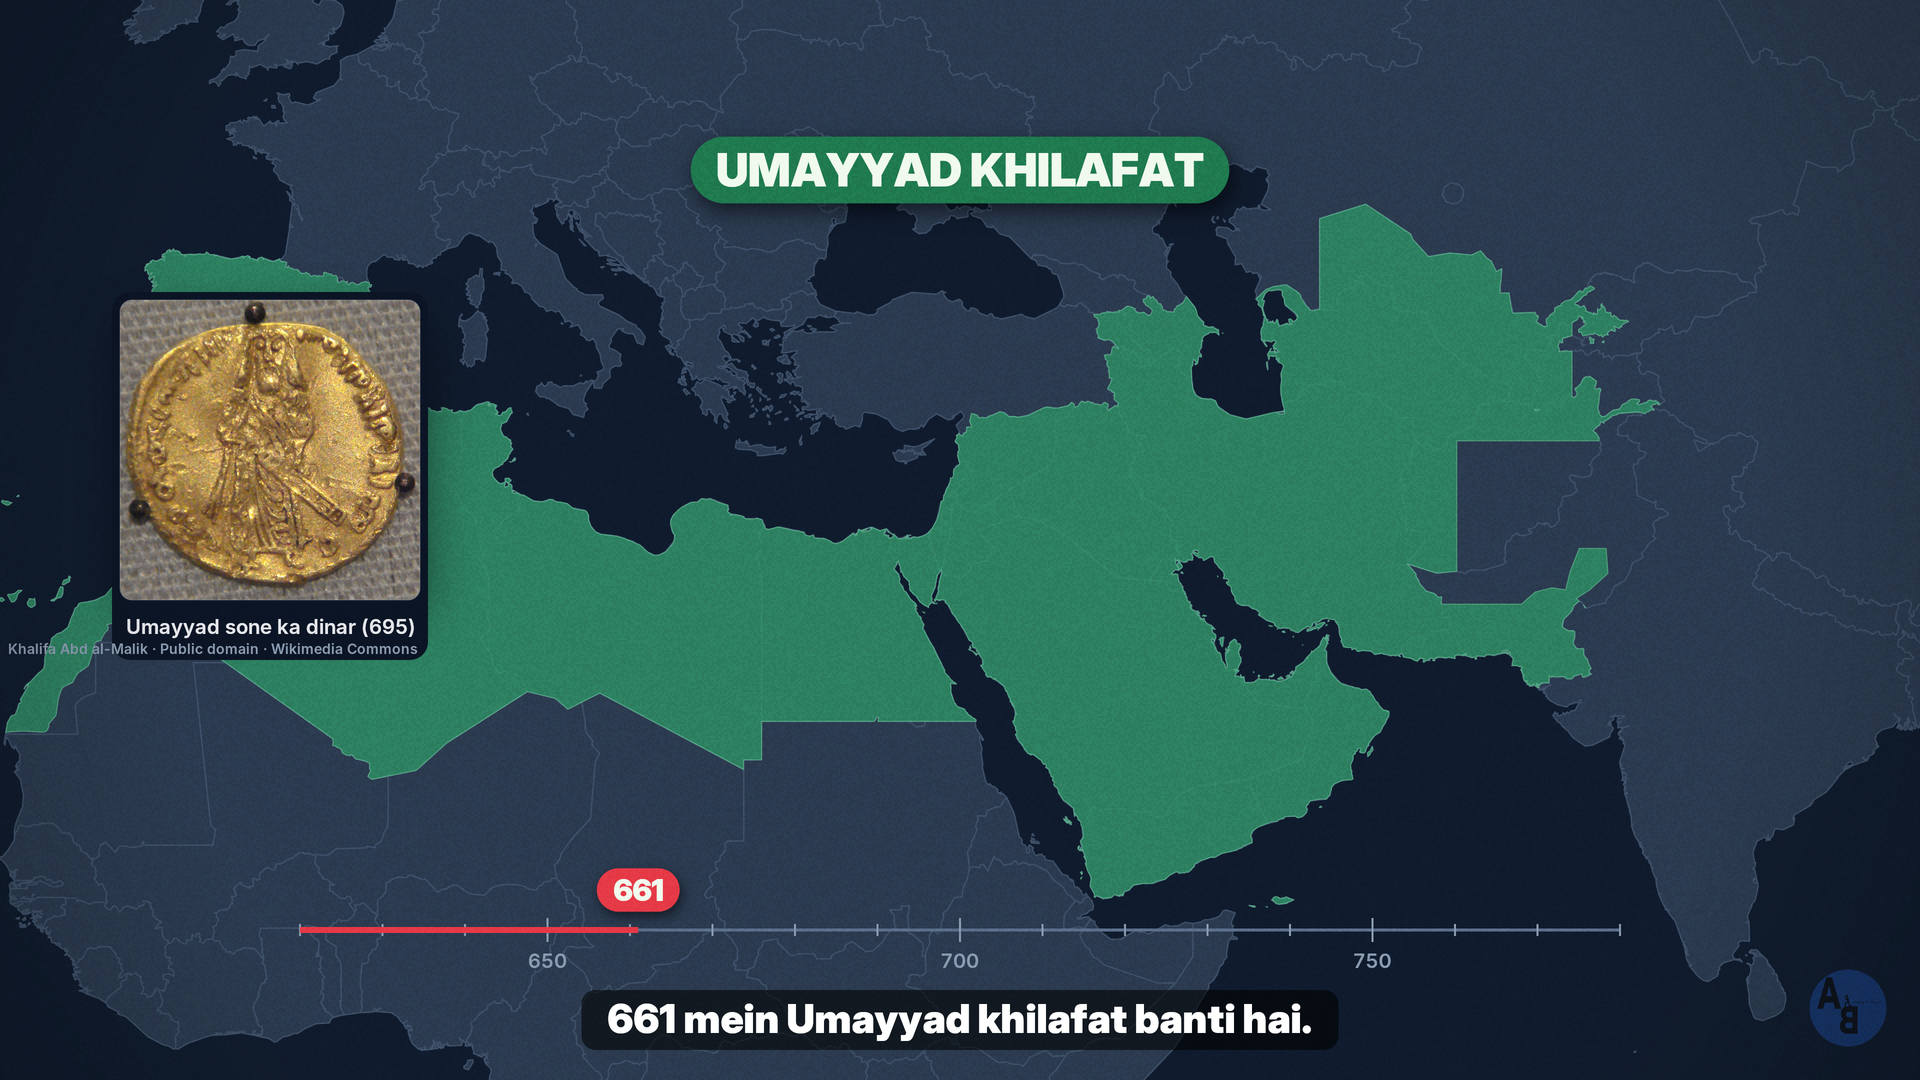 UMAYYAD KHILAFAT
Umayyad sone ka dinar (695)
Khalifa Abd al-Malik · Public domain · Wikimedia Commons
661
650
700
750
661 mein Umayyad khilafat banti hai.
A
B